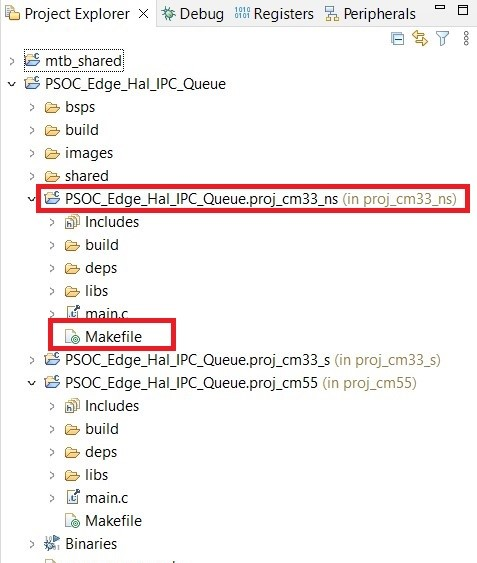 Project Explorer Debug Registers Peripherals
mtb_shared
PSOC_Edge_Hal_IPC_Queue
bsps
build
images
shared
PSOC_Edge_Hal_IPC_Queue.proj_cm33_ns (in proj_cm33_ns)
Includes
build
deps
libs
main.c
Makefile
PSOC_Edge_Hal_IPC_Queue.proj_cm33_s (in proj_cm33_s)
PSOC_Edge_Hal_IPC_Queue.proj_cm55 (in proj_cm55)
Includes
build
deps
libs
main.c
Makefile
Binaries